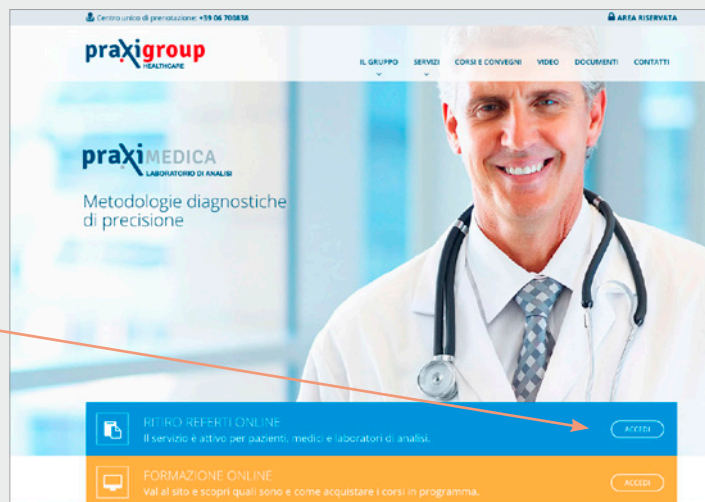 Centro unico di prenotazione: +39 06 700838
AREA RISERVATA
praxigroup
HEALTHCARE
IL GRUPPO SERVIZI CORSI E CONVEGNI VIDEO DOCUMENTI CONTATTI
praxiMEDICA
LABORATORIO DI ANALISI
Metodologie diagnostiche
di precisione
RITIRO REFERTI ONLINE
Il servizio è attivo per pazienti, medici e laboratori di analisi.
ACCEDI
FORMAZIONE ONLINE
Vai al sito e scopri quali sono e come acquistare i corsi in programma.
ACCEDI